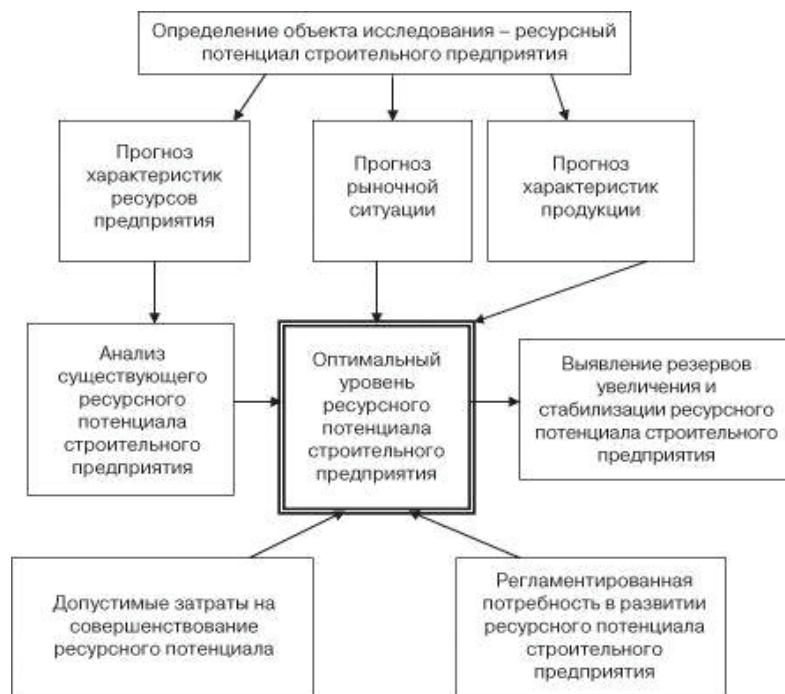 Определение объекта исследования – ресурсный
потенциал строительного предприятия
Прогноз
характеристик
ресурсов
предприятия
Прогноз
рыночной
ситуации
Прогноз
характеристик
продукции
Анализ
существующего
ресурсного
потенциала
строительного
предприятия
Оптимальный
уровень
ресурсного
потенциала
строительного
предприятия
Выявление резервов
увеличения и
стабилизации ресурсного
потенциала строительного
предприятия
Допустимые затраты на
совершенствование
ресурсного потенциала
Регламентированная
потребность в развитии
ресурсного потенциала
строительного
предприятия